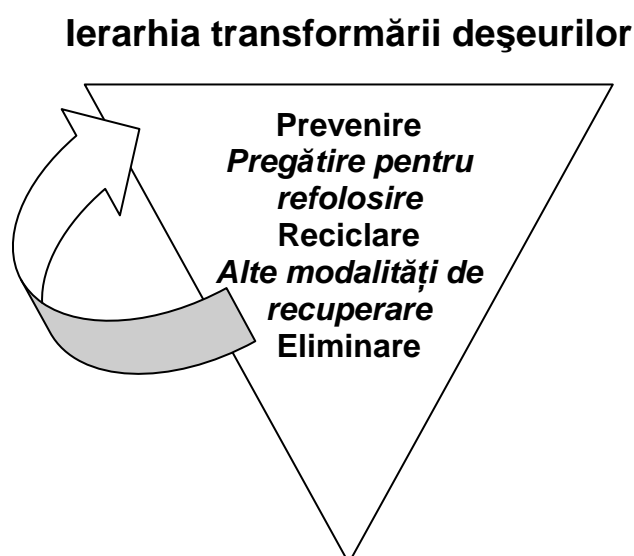 Ierarhia transformării deşeurilor
Prevenire
Pregătire pentru
refolosire
Reciclare
Alte modalități de
recuperare
Eliminare